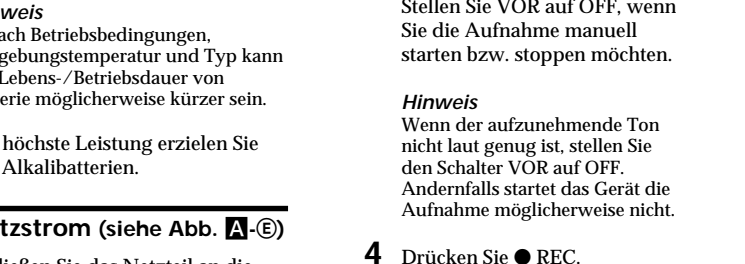 weis
ach Betriebsbedingungen,
gebungstemperatur und Typ kann
Lebens-/Betriebsdauer von
erie möglicherweise kürzer sein.
höchste Leistung erzielen Sie
Alkalibatterien.
tzstrom (siehe Abb. A-Ⓔ)
ließen Sie das Netzteil an die
Stellen Sie VOR auf OFF, wenn
Sie die Aufnahme manuell
starten bzw. stoppen möchten.
Hinweis
Wenn der aufzunehmende Ton
nicht laut genug ist, stellen Sie
den Schalter VOR auf OFF.
Andernfalls startet das Gerät die
Aufnahme möglicherweise nicht.
4 Drücken Sie ● REC.